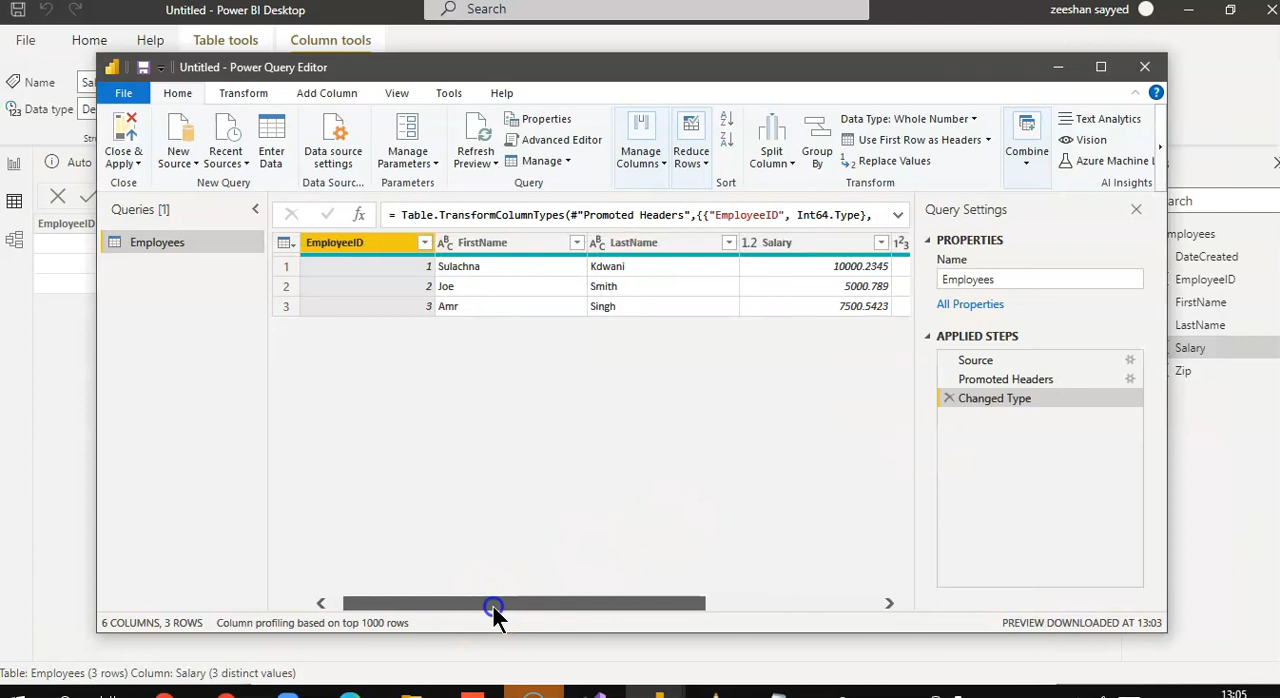 Untitled - Power BI Desktop
Search
zeeshan sayyed
File Home Help Table tools Column tools
Name
Data type
Untitled - Power Query Editor
File Home Transform Add Column View Tools Help
Close & Apply
New Source
Recent Sources
Enter Data
Data source settings
Manage Parameters
Refresh Preview
Properties
Advanced Editor
Manage
Manage Columns
Reduce Rows
Split Column
Group By
Data Type: Whole Number
Use First Row as Headers
Replace Values
Combine
Text Analytics
Vision
Azure Machine L
Close
New Query
Data Sourc...
Parameters
Query
Sort
Transform
AI Insights
Auto
EmployeeID
Queries [1]
Employees
= Table.TransformColumnTypes(#"Promoted Headers",{{"EmployeeID", Int64.Type},
EmployeeID FirstName LastName 1.2 Salary
1 Sulachna Kdwani 10000.2345
2 Joe Smith 5000.789
3 Amr Singh 7500.5423
Query Settings
PROPERTIES
Name
Employees
All Properties
APPLIED STEPS
Source
Promoted Headers
Changed Type
arch
mployees
DateCreated
EmployeeID
FirstName
LastName
Salary
Zip
6 COLUMNS, 3 ROWS Column profiling based on top 1000 rows
PREVIEW DOWNLOADED AT 13:03
Table: Employees (3 rows) Column: Salary (3 distinct values)
13:05